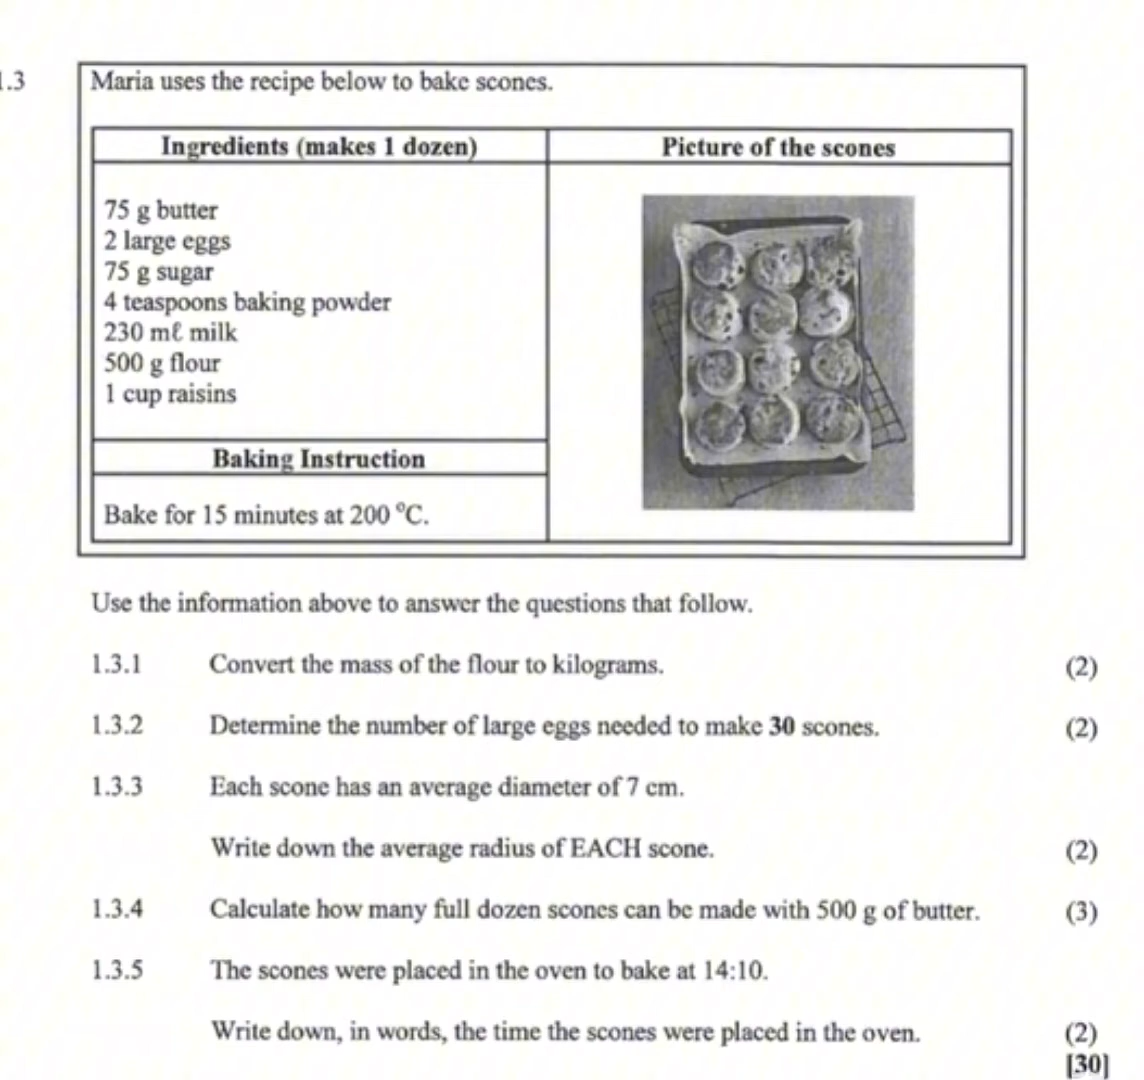 1.3 Maria uses the recipe below to bake scones.
Ingredients (makes 1 dozen)
Picture of the scones
75 g butter
2 large eggs
75 g sugar
4 teaspoons baking powder
230 mℓ milk
500 g flour
1 cup raisins
Baking Instruction
Bake for 15 minutes at 200 °C.
Use the information above to answer the questions that follow.
1.3.1 Convert the mass of the flour to kilograms. (2)
1.3.2 Determine the number of large eggs needed to make 30 scones. (2)
1.3.3 Each scone has an average diameter of 7 cm.
Write down the average radius of EACH scone. (2)
1.3.4 Calculate how many full dozen scones can be made with 500 g of butter. (3)
1.3.5 The scones were placed in the oven to bake at 14:10.
Write down, in words, the time the scones were placed in the oven. (2)
[30]